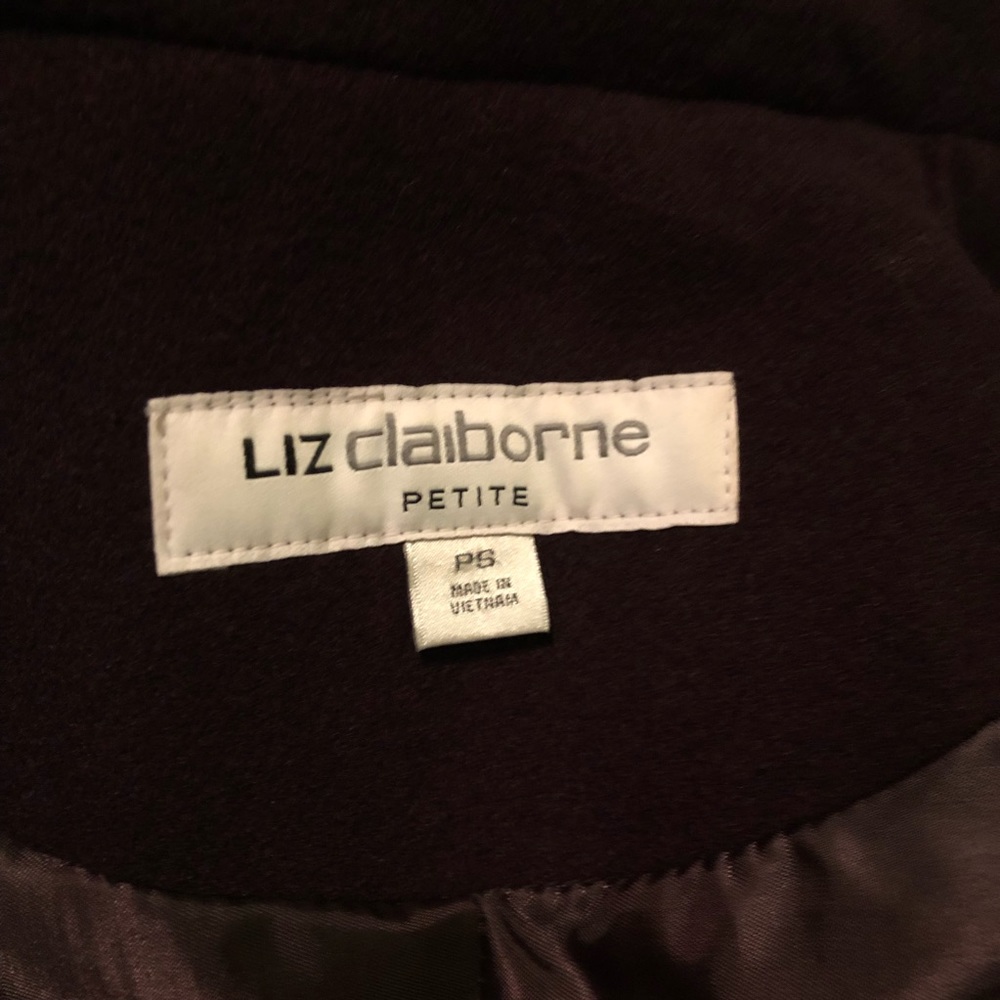 LIZ claiborne
PETITE
PS
MADE IN
VIETNAM